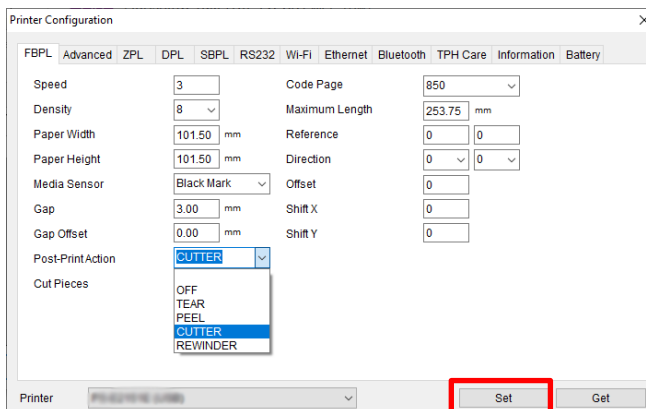 Printer Configuration
FBPL Advanced ZPL DPL SBPL RS232 Wi-Fi Ethernet Bluetooth TPH Care Information Battery
Speed 3 Code Page 850
Density 8 Maximum Length 253.75 mm
Paper Width 101.50 mm Reference 0 0
Paper Height 101.50 mm Direction 0 0
Media Sensor Black Mark Offset 0
Gap 3.00 mm Shift X 0
Gap Offset 0.00 mm Shift Y 0
Post-Print Action CUTTER
Cut Pieces
OFF
TEAR
PEEL
CUTTER
REWINDER
Printer Set Get